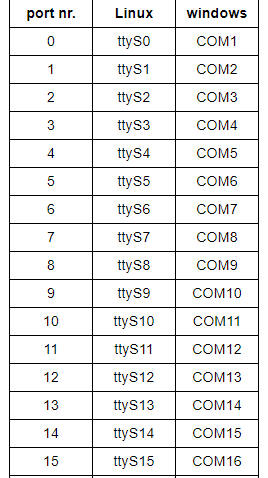 port nr. Linux windows
0 ttyS0 COM1
1 ttyS1 COM2
2 ttyS2 COM3
3 ttyS3 COM4
4 ttyS4 COM5
5 ttyS5 COM6
6 ttyS6 COM7
7 ttyS7 COM8
8 ttyS8 COM9
9 ttyS9 COM10
10 ttyS10 COM11
11 ttyS11 COM12
12 ttyS12 COM13
13 ttyS13 COM14
14 ttyS14 COM15
15 ttyS15 COM16